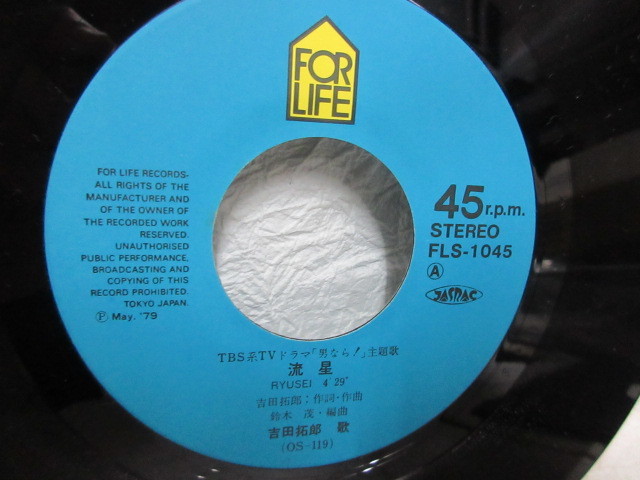 FOR
LIFE
FOR LIFE RECORDS-
ALL RIGHTS OF THE
MANUFACTURER AND
OF THE OWNER OF
THE RECORDED WORK
RESERVED.
UNAUTHORISED
PUBLIC PERFORMANCE,
BROADCASTING AND
COPYING OF THIS
RECORD PROHIBITED.
TOKYO JAPAN.
Ⓟ May. '79
45 r.p.m.
STEREO
FLS-1045
Ⓐ
JASRAC
TBS系TVドラマ「男なら!」主題歌
流星
RYUSEI 4'29"
吉田拓郎:作詞・作曲
鈴木 茂・編曲
吉田拓郎 歌
(OS-119)